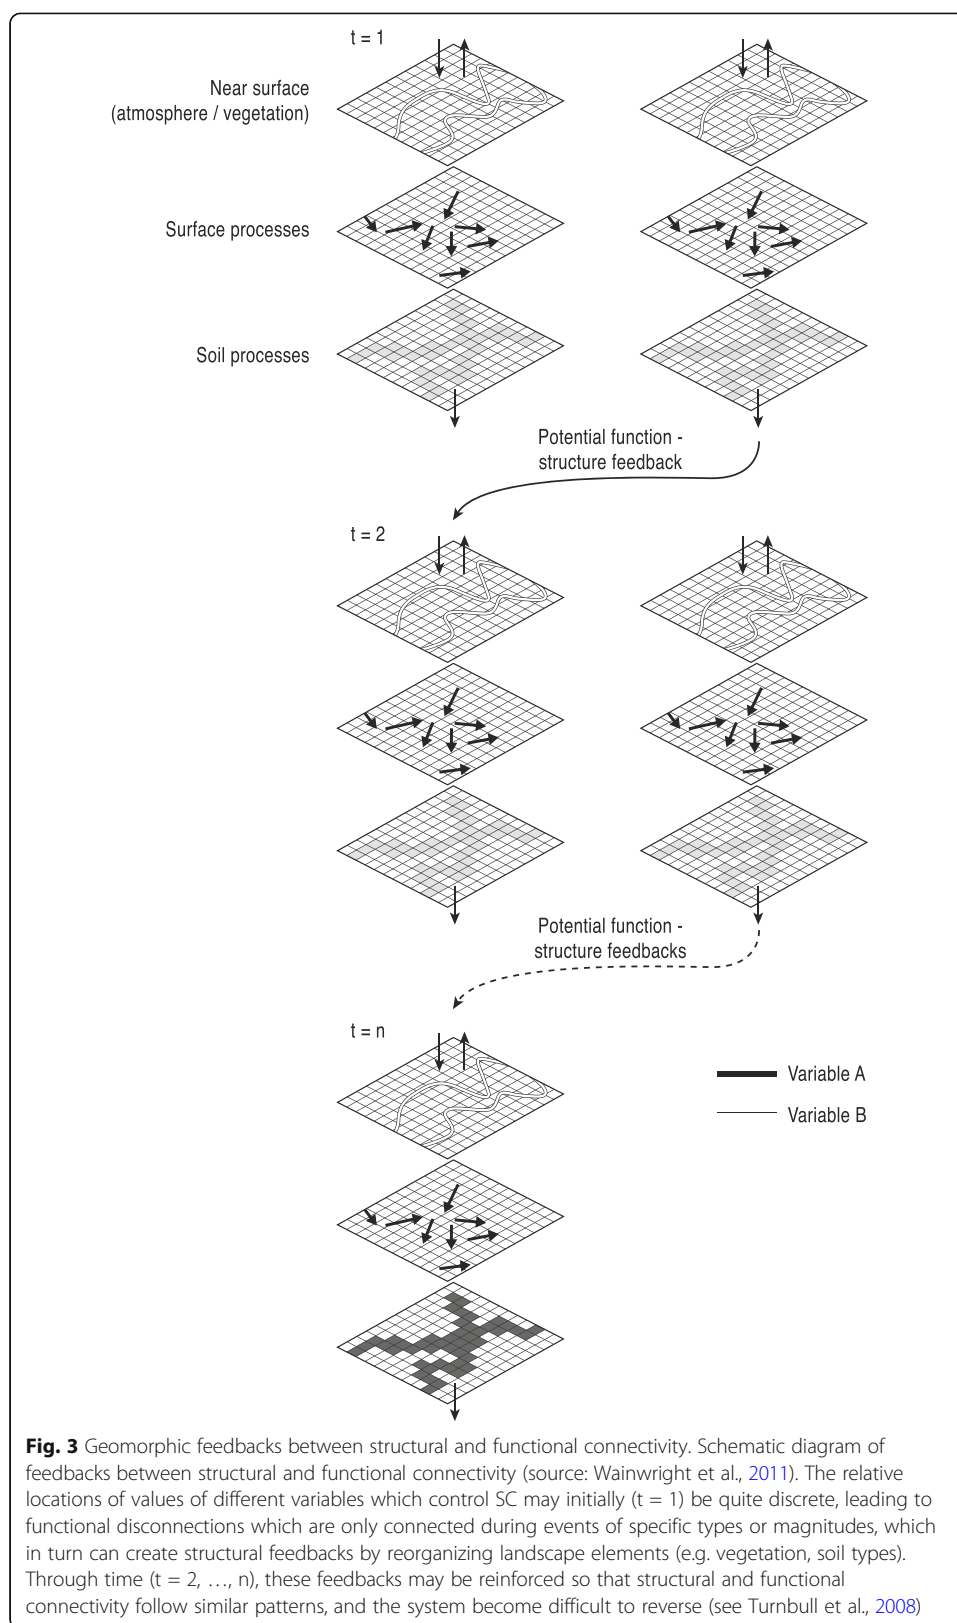 t = 1
Near surface
(atmosphere / vegetation)
Surface processes
Soil processes
Potential function -
structure feedback
t = 2
Potential function -
structure feedbacks
t = n
Variable A
Variable B
Fig. 3 Geomorphic feedbacks between structural and functional connectivity. Schematic diagram of
feedbacks between structural and functional connectivity (source: Wainwright et al., 2011). The relative
locations of values of different variables which control SC may initially (t = 1) be quite discrete, leading to
functional disconnections which are only connected during events of specific types or magnitudes, which
in turn can create structural feedbacks by reorganizing landscape elements (e.g. vegetation, soil types).
Through time (t = 2, …, n), these feedbacks may be reinforced so that structural and functional
connectivity follow similar patterns, and the system become difficult to reverse (see Turnbull et al., 2008)